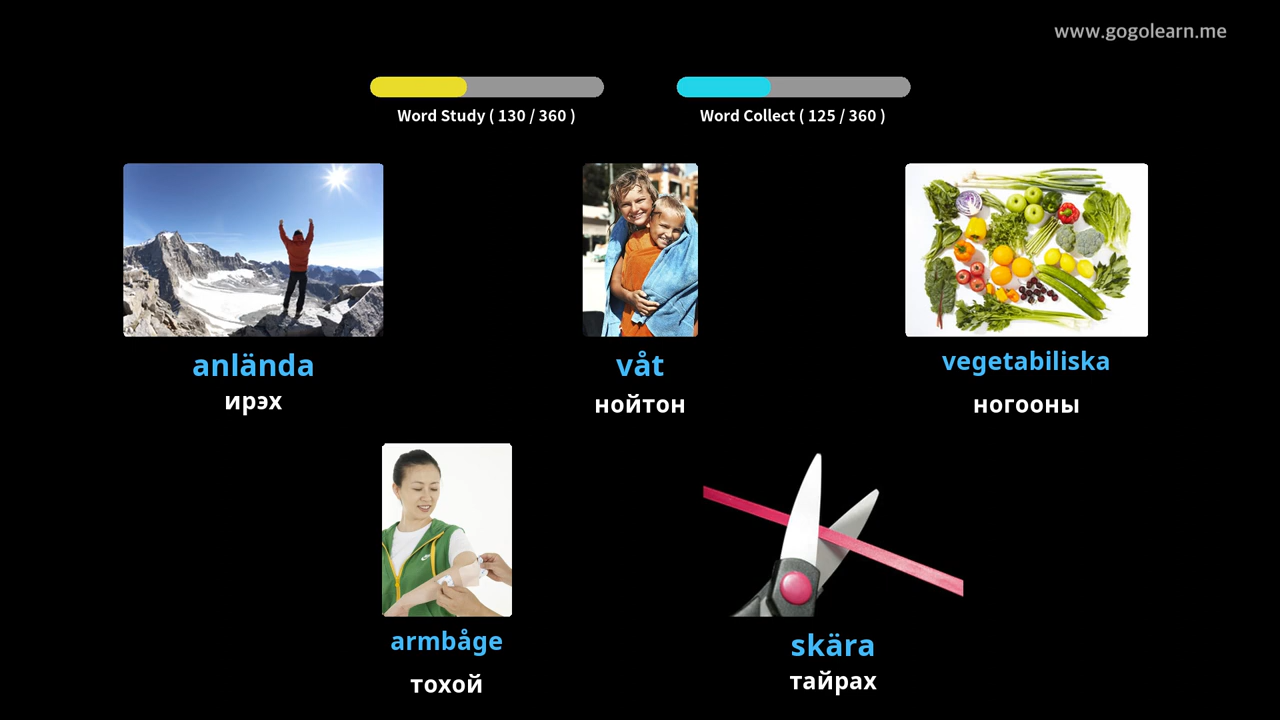 www.gogolearn.me
Word Study ( 130 / 360 )
Word Collect ( 125 / 360 )
anlända
våt
vegetabiliska
ирэх
нойтон
ногооны
armbåge
skära
тохой
тайрах